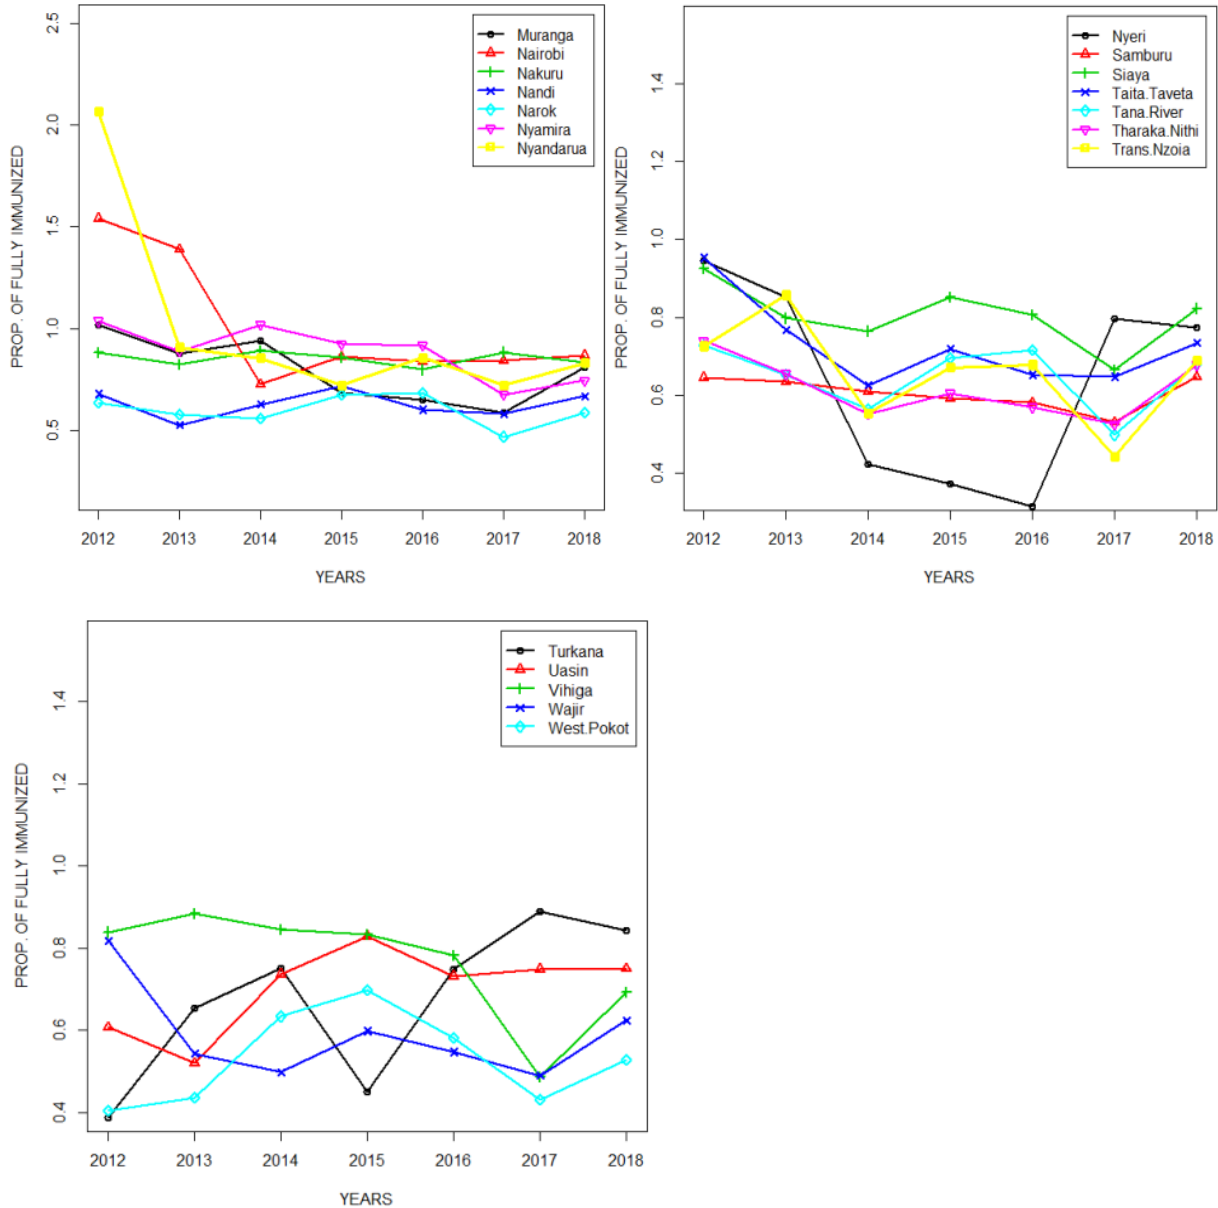 PROP. OF FULLY IMMUNIZED
2.5
2.0
1.5
1.0
0.5
Muranga
Nairobi
Nakuru
Nandi
Narok
Nyamira
Nyandarua
2012 2013 2014 2015 2016 2017 2018
YEARS
PROP. OF FULLY IMMUNIZED
1.4
1.2
1.0
0.8
0.6
0.4
Nyeri
Samburu
Siaya
Taita.Taveta
Tana.River
Tharaka.Nithi
Trans.Nzoia
2012 2013 2014 2015 2016 2017 2018
YEARS
PROP. OF FULLY IMMUNIZED
1.4
1.2
1.0
0.8
0.6
0.4
Turkana
Uasin
Vihiga
Wajir
West.Pokot
2012 2013 2014 2015 2016 2017 2018
YEARS